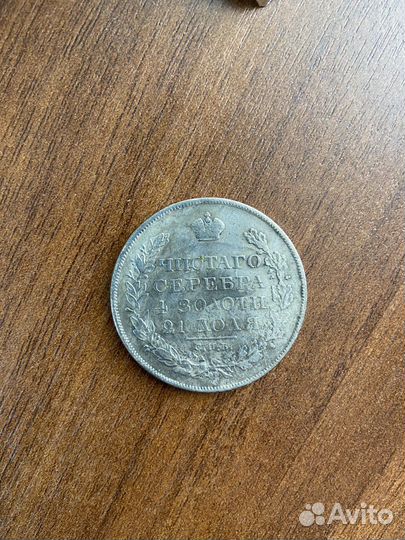 ЧИСТАГО
СЕРЕБРА
4 ЗОЛОТН
21 ДОЛЯ
С.П.Б.
Avito